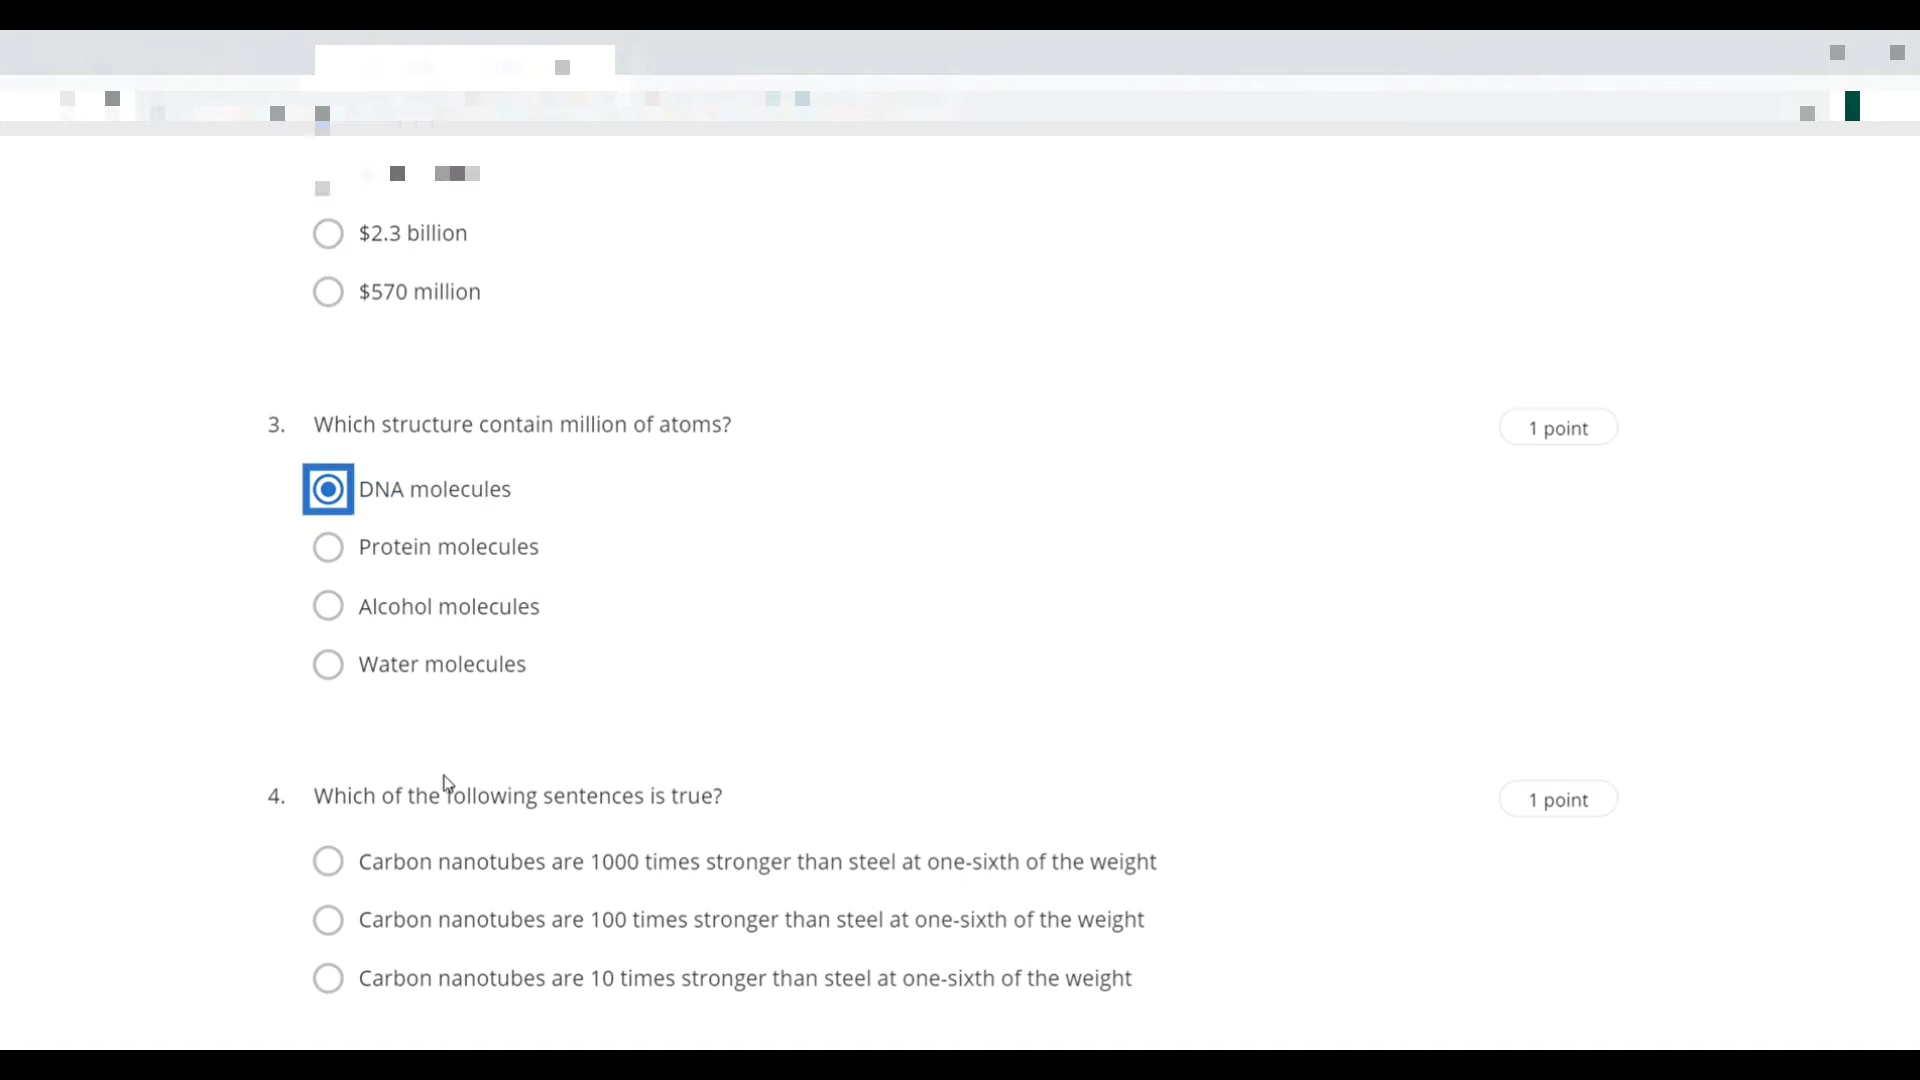 $2.3 billion
$570 million
3. Which structure contain million of atoms?
1 point
DNA molecules
Protein molecules
Alcohol molecules
Water molecules
4. Which of the following sentences is true?
1 point
Carbon nanotubes are 1000 times stronger than steel at one-sixth of the weight
Carbon nanotubes are 100 times stronger than steel at one-sixth of the weight
Carbon nanotubes are 10 times stronger than steel at one-sixth of the weight